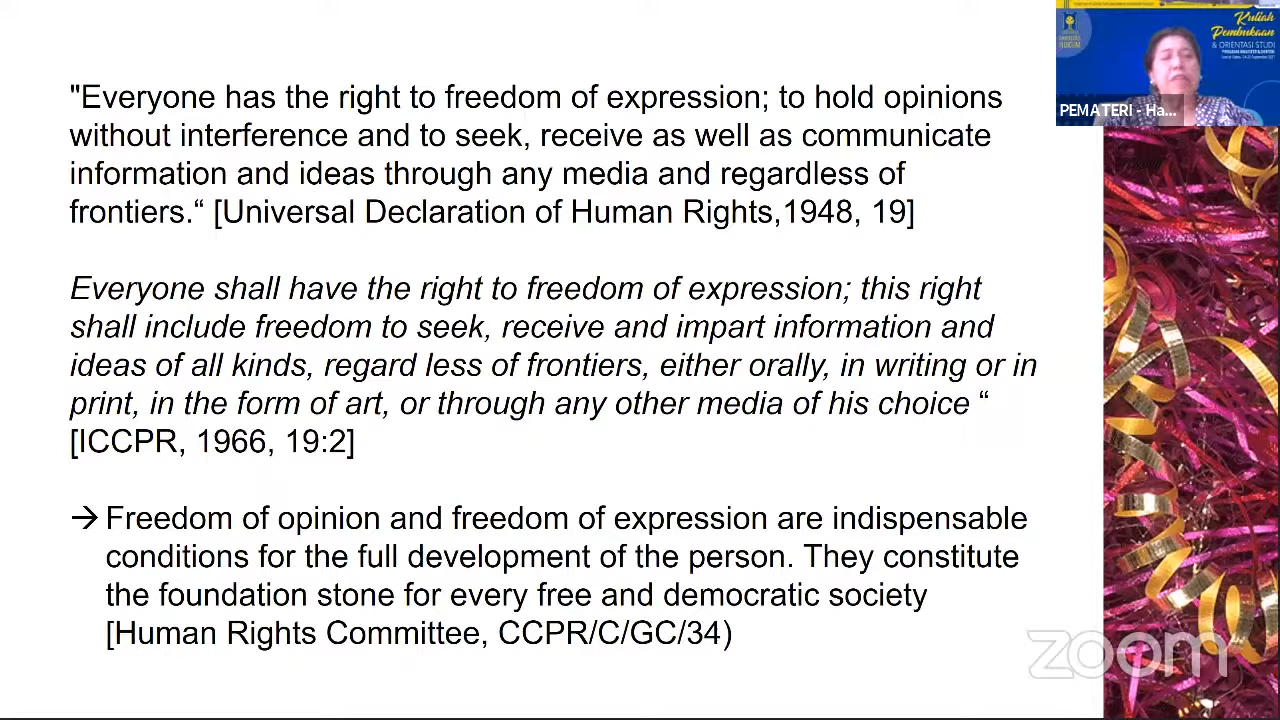 "Everyone has the right to freedom of expression; to hold opinions
without interference and to seek, receive as well as communicate
information and ideas through any media and regardless of
frontiers.“ [Universal Declaration of Human Rights,1948, 19]
Everyone shall have the right to freedom of expression; this right
shall include freedom to seek, receive and impart information and
ideas of all kinds, regard less of frontiers, either orally, in writing or in
print, in the form of art, or through any other media of his choice “
[ICCPR, 1966, 19:2]
→ Freedom of opinion and freedom of expression are indispensable
conditions for the full development of the person. They constitute
the foundation stone for every free and democratic society
[Human Rights Committee, CCPR/C/GC/34)
Kuliah
Pembukaan
& ORIENTASI STUDI
HUKUM
PEMATERI - Ha...
zoom